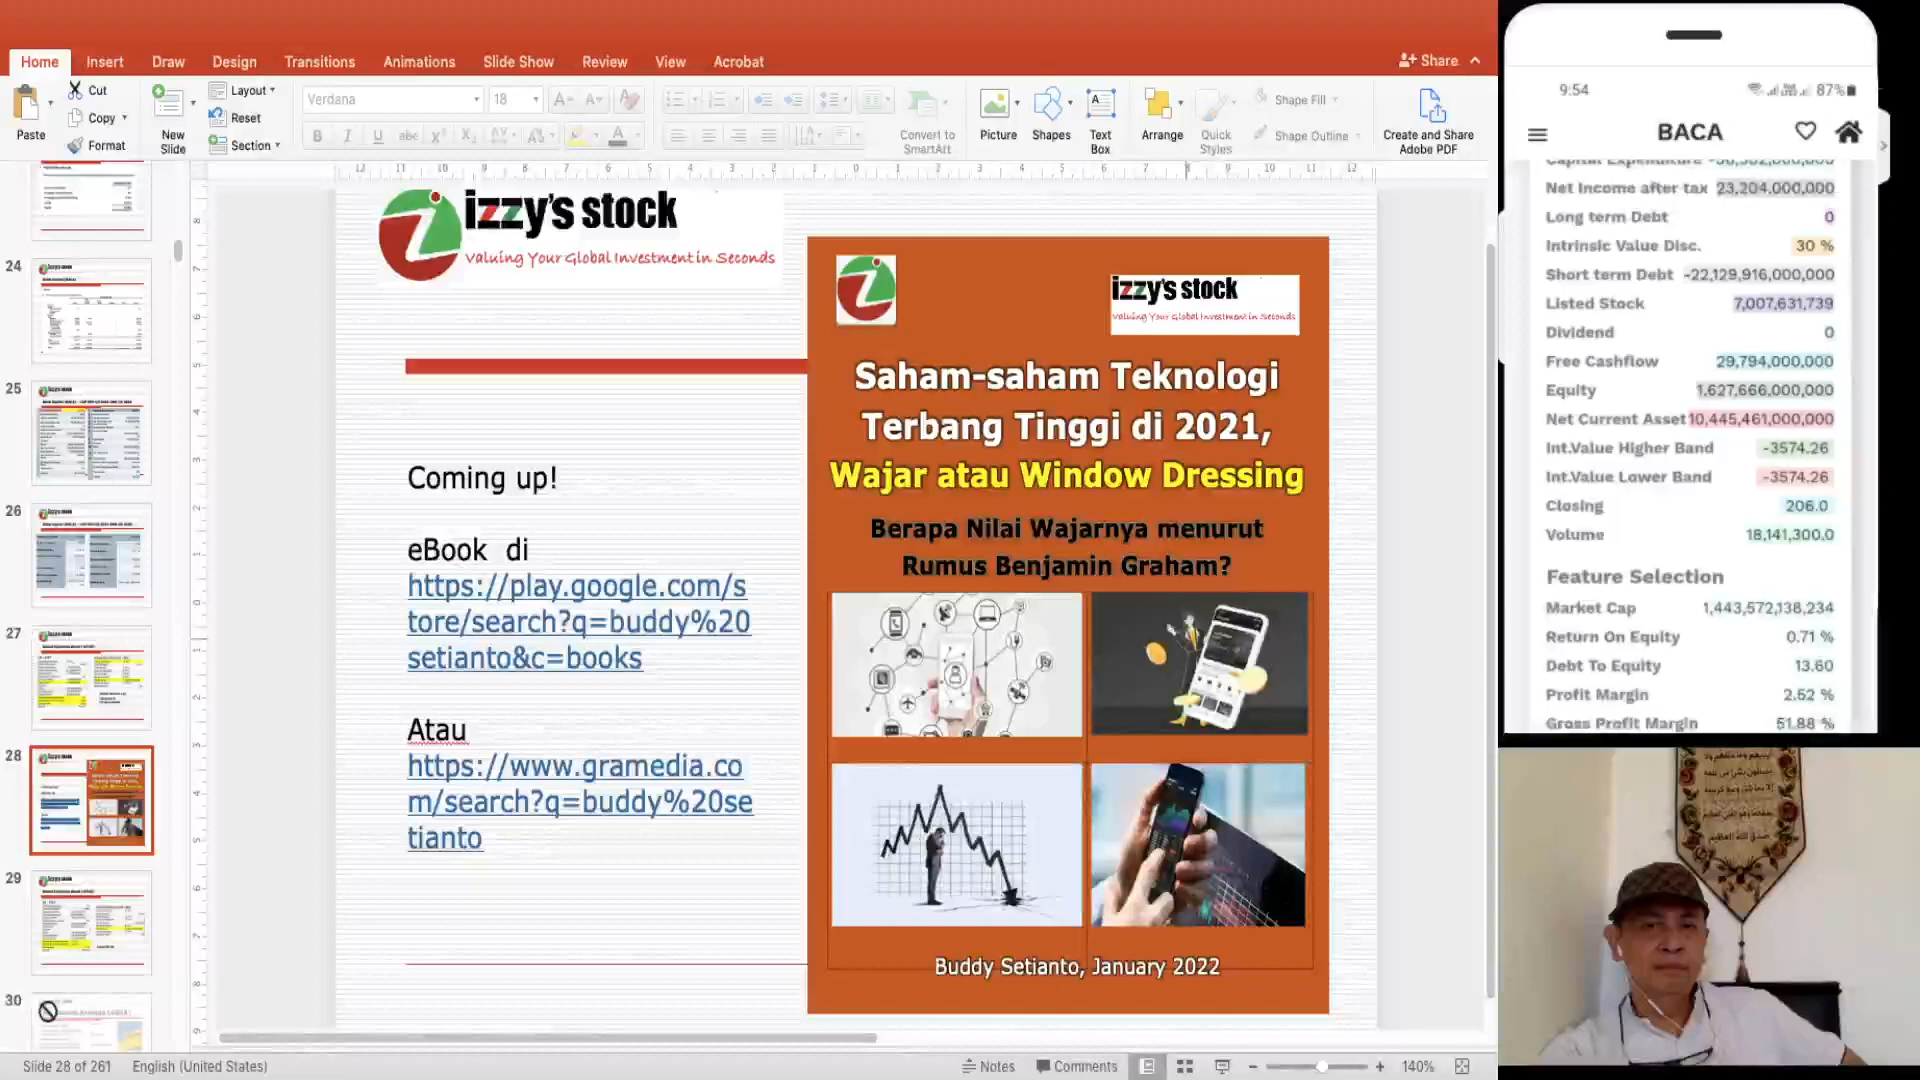 Home
Insert
Draw
Design
Transitions
Animations
Slide Show
Review
View
Acrobat
Share
Paste
Cut
Copy
Format
New
Slide
Layout
Reset
Section
Verdana
18
Convert to
SmartArt
Picture
Shapes
Text
Box
Arrange
Quick
Styles
Shape Fill
Shape Outline
Create and Share
Adobe PDF
24
25
26
27
28
29
30
izzy's stock
Valuing Your Global Investment in Seconds
Coming up!
eBook di
https://play.google.com/s
tore/search?q=buddy%20
setianto&c=books
Atau
https://www.gramedia.co
m/search?q=buddy%20se
tianto
izzy's stock
Valuing Your Global Investment in Seconds
Saham-saham Teknologi
Terbang Tinggi di 2021,
Wajar atau Window Dressing
Berapa Nilai Wajarnya menurut
Rumus Benjamin Graham?
Buddy Setianto, January 2022
Slide 28 of 261
English (United States)
Notes
Comments
140%
9:54
87%
BACA
Net Income after tax 23,204,000,000
Long term Debt 0
Intrinsic Value Disc. 30 %
Short term Debt -22,129,916,000,000
Listed Stock 7,007,631,739
Dividend 0
Free Cashflow 29,794,000,000
Equity 1,627,666,000,000
Net Current Asset 10,445,461,000,000
Int.Value Higher Band -3574.26
Int.Value Lower Band -3574.26
Closing 206.0
Volume 18,141,300.0
Feature Selection
Market Cap 1,443,572,138,234
Return On Equity 0.71 %
Debt To Equity 13.60
Profit Margin 2.52 %
Gross Profit Margin 51.88 %